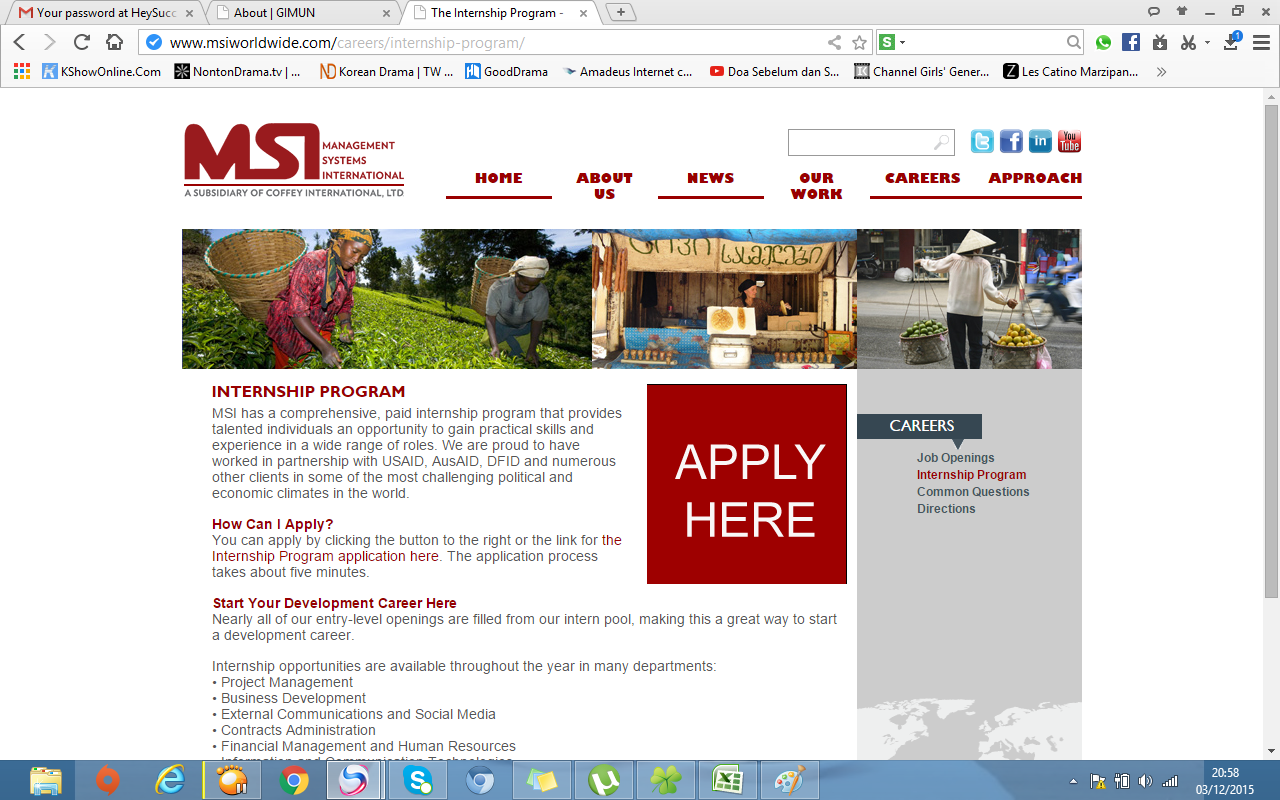 Your password at HeySucc
About | GIMUN
The Internship Program -
www.msiworldwide.com/careers/internship-program/
S
1
KShowOnline.Com
NontonDrama.tv | ...
Korean Drama | TW ...
GoodDrama
Amadeus Internet c...
Doa Sebelum dan S...
Channel Girls' Gener...
Les Catino Marzipan...
MSI MANAGEMENT SYSTEMS INTERNATIONAL
A SUBSIDIARY OF COFFEY INTERNATIONAL, LTD
You Tube
HOME
ABOUT US
NEWS
OUR WORK
CAREERS
APPROACH
INTERNSHIP PROGRAM
MSI has a comprehensive, paid internship program that provides
talented individuals an opportunity to gain practical skills and
experience in a wide range of roles. We are proud to have
worked in partnership with USAID, AusAID, DFID and numerous
other clients in some of the most challenging political and
economic climates in the world.
How Can I Apply?
You can apply by clicking the button to the right or the link for the
Internship Program application here. The application process
takes about five minutes.
APPLY
HERE
Start Your Development Career Here
Nearly all of our entry-level openings are filled from our intern pool, making this a great way to start
a development career.
Internship opportunities are available throughout the year in many departments:
• Project Management
• Business Development
• External Communications and Social Media
• Contracts Administration
• Financial Management and Human Resources
CAREERS
Job Openings
Internship Program
Common Questions
Directions
20:58
03/12/2015